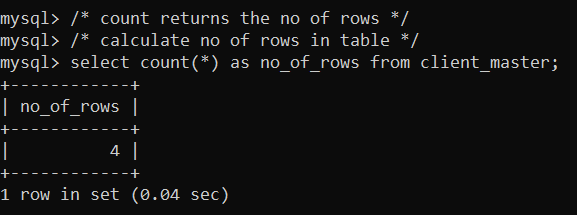 mysql> /* count returns the no of rows */
mysql> /* calculate no of rows in table */
mysql> select count(*) as no_of_rows from client_master;
+------------+
| no_of_rows |
+------------+
|          4 |
+------------+
1 row in set (0.04 sec)